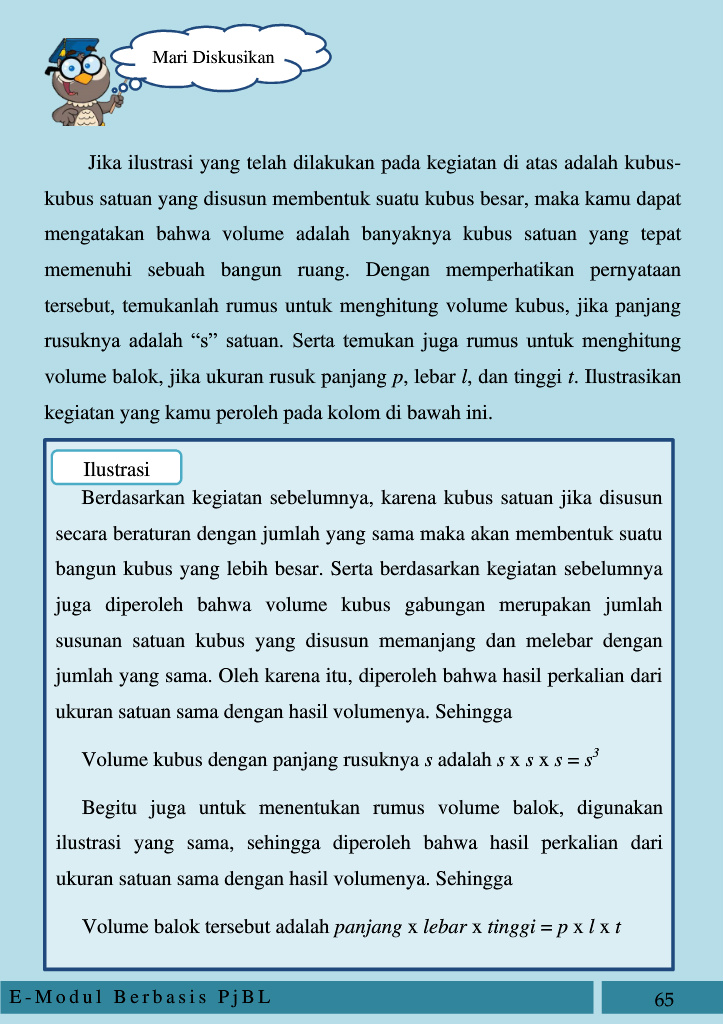 Mari Diskusikan
Jika ilustrasi yang telah dilakukan pada kegiatan di atas adalah kubus-
kubus satuan yang disusun membentuk suatu kubus besar, maka kamu dapat
mengatakan bahwa volume adalah banyaknya kubus satuan yang tepat
memenuhi sebuah bangun ruang. Dengan memperhatikan pernyataan
tersebut, temukanlah rumus untuk menghitung volume kubus, jika panjang
rusuknya adalah “s” satuan. Serta temukan juga rumus untuk menghitung
volume balok, jika ukuran rusuk panjang p, lebar l, dan tinggi t. Ilustrasikan
kegiatan yang kamu peroleh pada kolom di bawah ini.
Ilustrasi
Berdasarkan kegiatan sebelumnya, karena kubus satuan jika disusun
secara beraturan dengan jumlah yang sama maka akan membentuk suatu
bangun kubus yang lebih besar. Serta berdasarkan kegiatan sebelumnya
juga diperoleh bahwa volume kubus gabungan merupakan jumlah
susunan satuan kubus yang disusun memanjang dan melebar dengan
jumlah yang sama. Oleh karena itu, diperoleh bahwa hasil perkalian dari
ukuran satuan sama dengan hasil volumenya. Sehingga
Volume kubus dengan panjang rusuknya s adalah s x s x s = s³
Begitu juga untuk menentukan rumus volume balok, digunakan
ilustrasi yang sama, sehingga diperoleh bahwa hasil perkalian dari
ukuran satuan sama dengan hasil volumenya. Sehingga
Volume balok tersebut adalah panjang x lebar x tinggi = p x l x t
E-Modul Berbasis PjBL
65